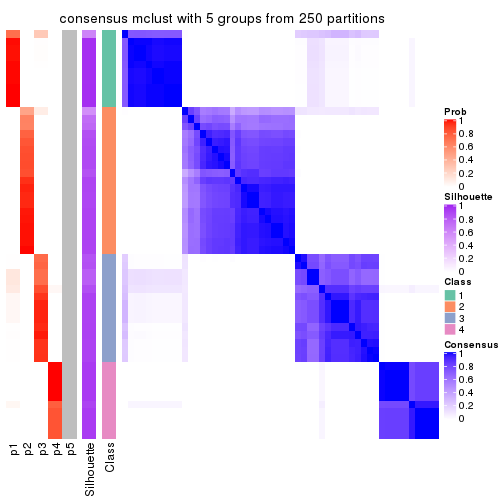 consensus mclust with 5 groups from 250 partitions
Prob
1
0.8
0.6
0.4
0.2
0
Silhouette
1
0.8
0.6
0.4
0.2
0
Class
1
2
3
4
Consensus
1
0.8
0.6
0.4
0.2
0
p1
p2
p3
p4
p5
Silhouette
Class